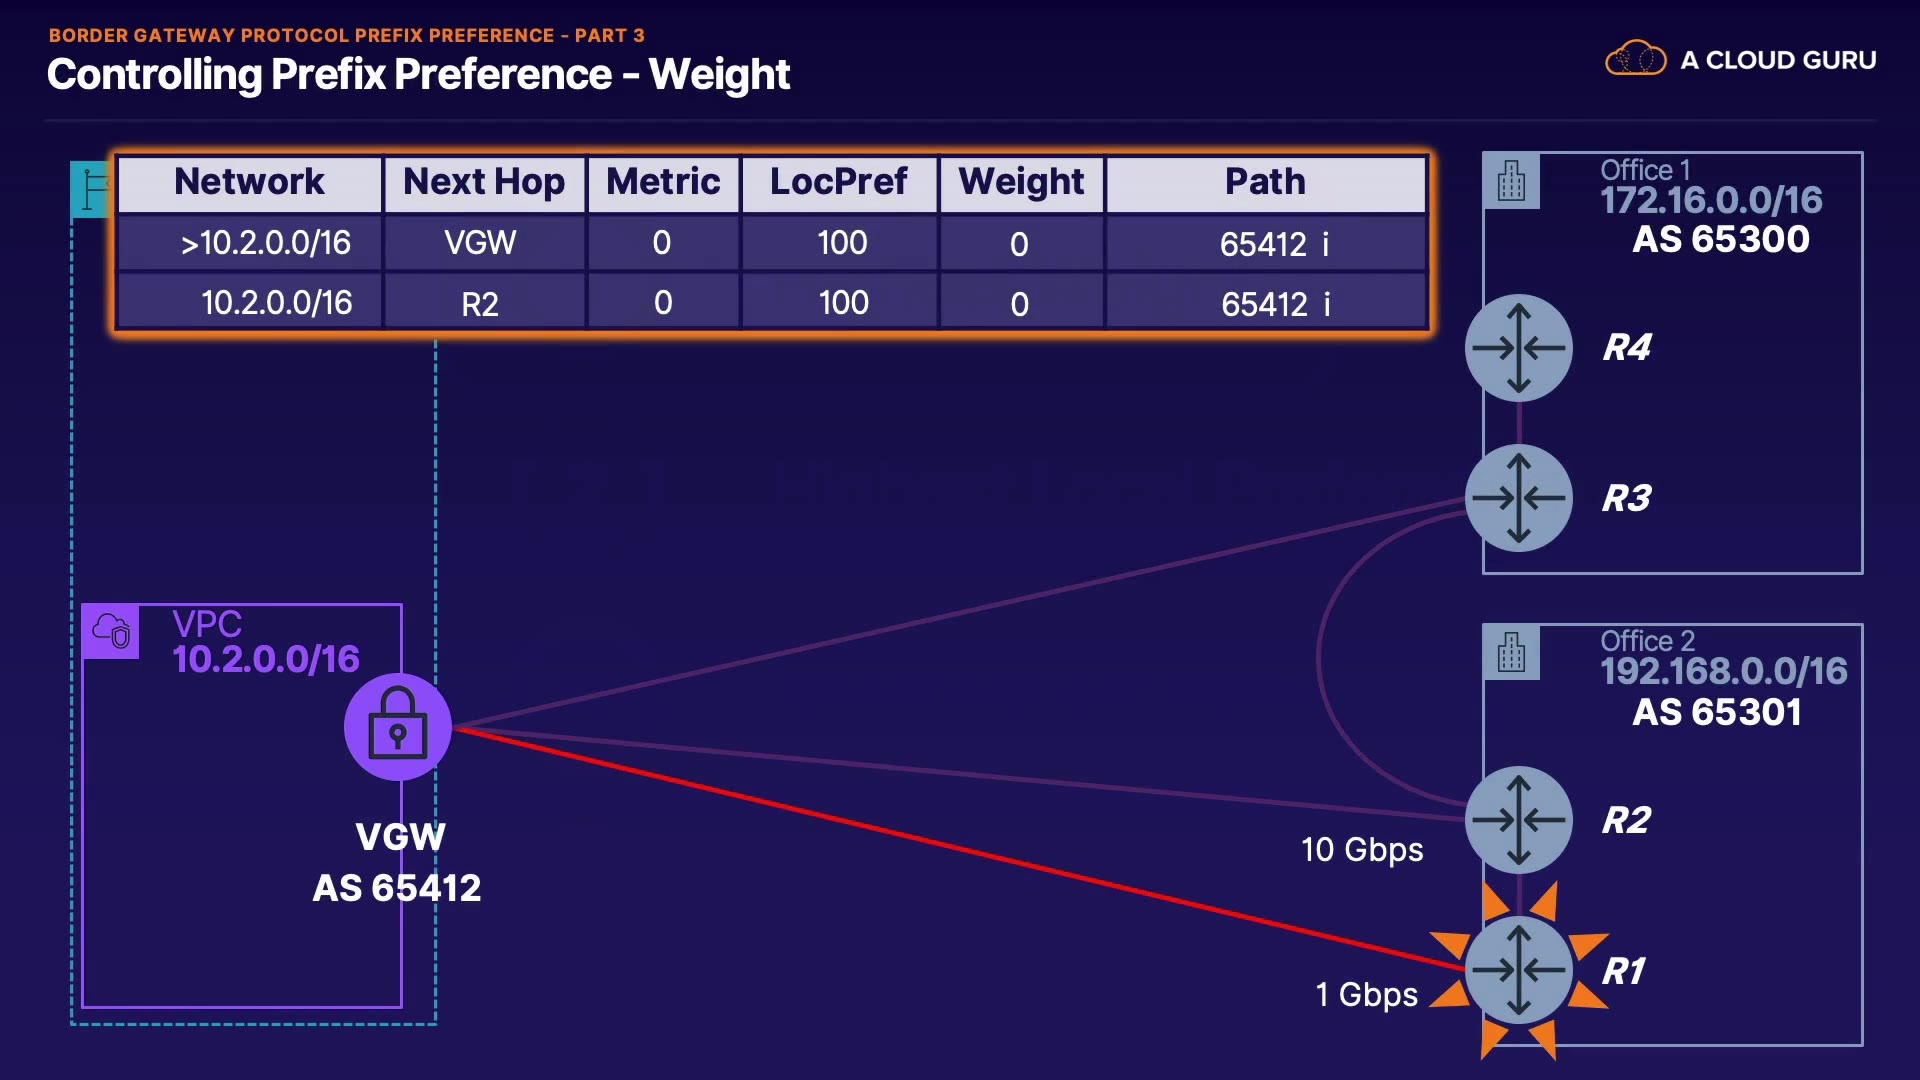 BORDER GATEWAY PROTOCOL PREFIX PREFERENCE - PART 3
Controlling Prefix Preference - Weight
A CLOUD GURU
Network Next Hop Metric LocPref Weight Path
>10.2.0.0/16 VGW 0 100 0 65412 i
10.2.0.0/16 R2 0 100 0 65412 i
Office 1
172.16.0.0/16
AS 65300
R4
R3
VPC
10.2.0.0/16
VGW
AS 65412
Office 2
192.168.0.0/16
AS 65301
R2
10 Gbps
R1
1 Gbps